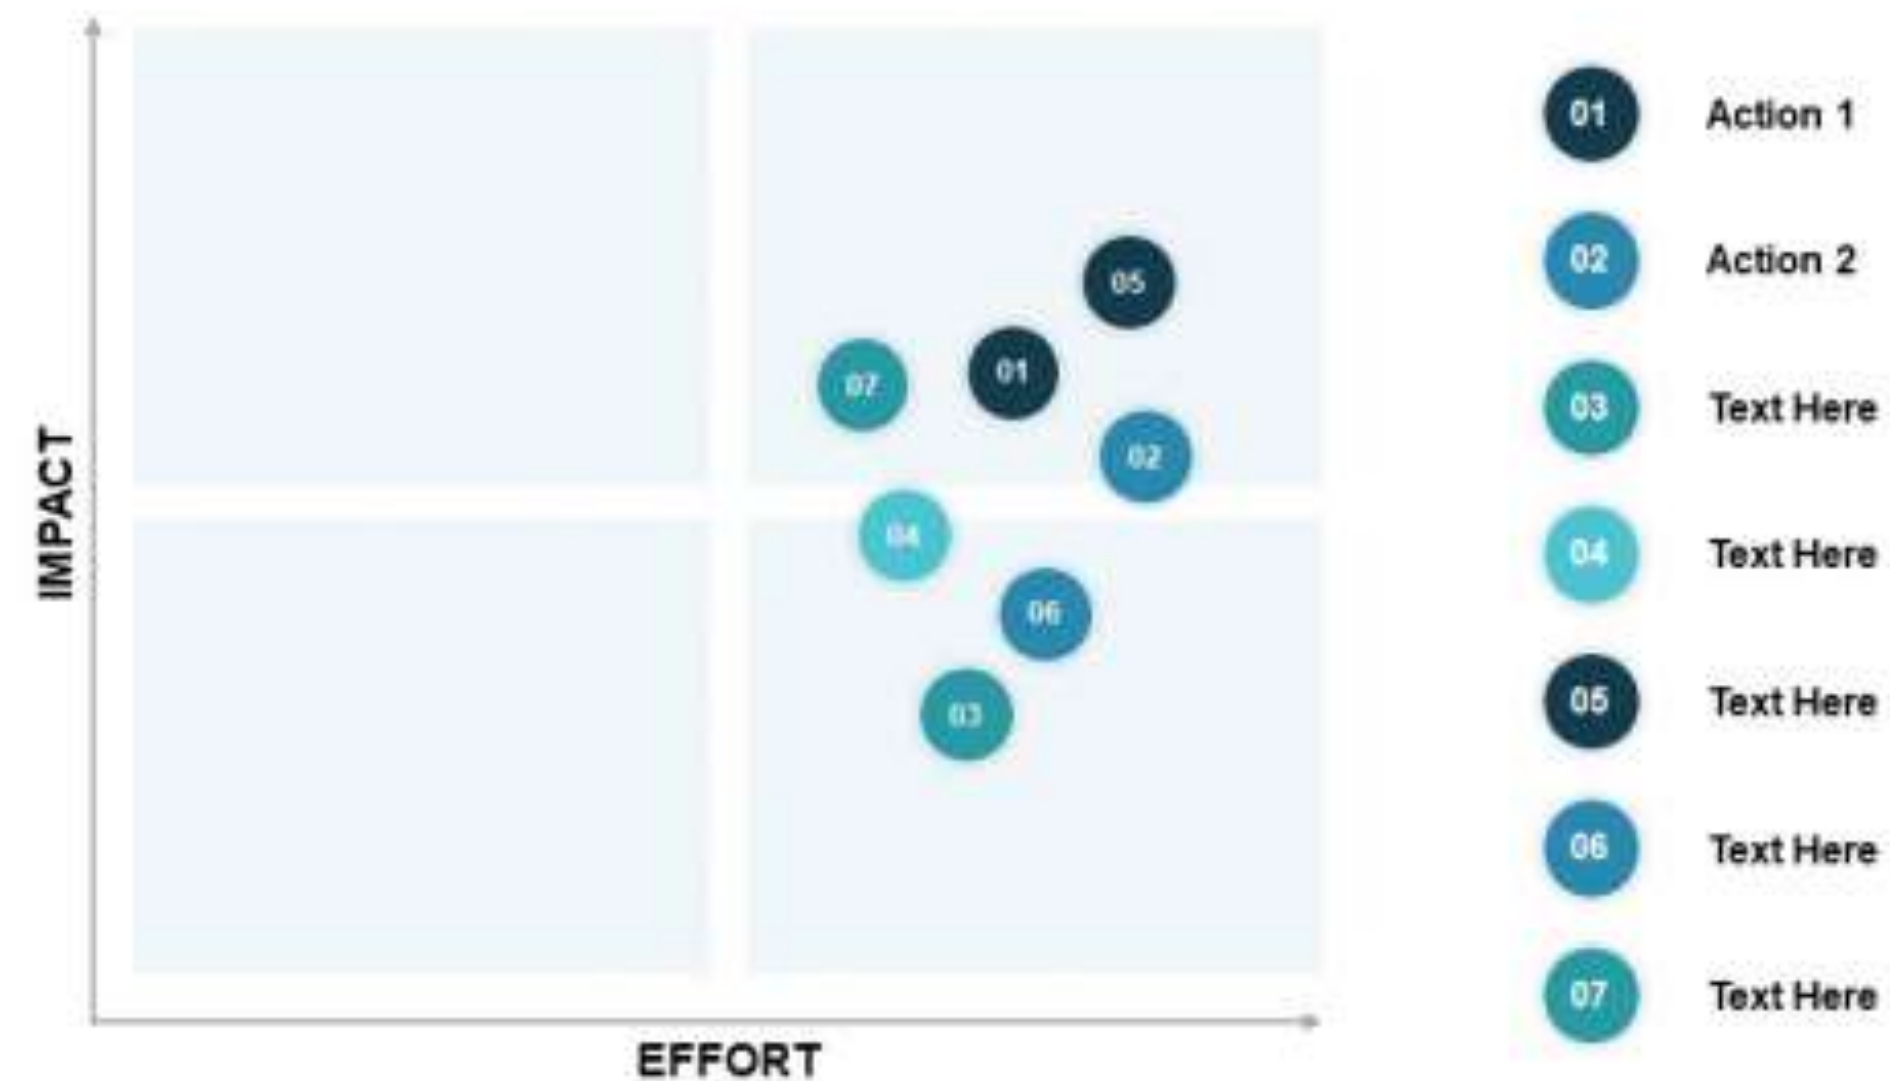 IMPACT
05
07
01
02
04
06
03
EFFORT
01 Action 1
02 Action 2
03 Text Here
04 Text Here
05 Text Here
06 Text Here
07 Text Here